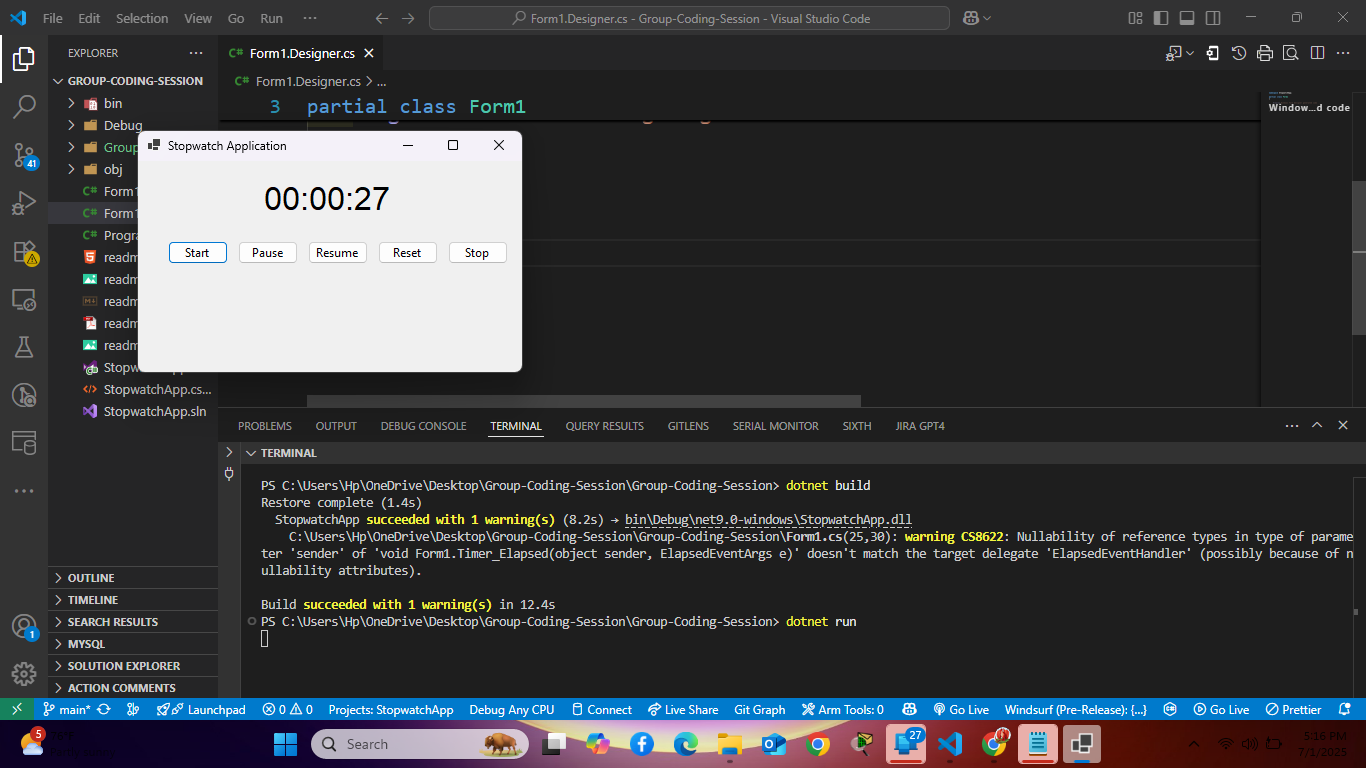 File Edit Selection View Go Run ··· Form1.Designer.cs - Group-Coding-Session - Visual Studio Code
EXPLORER ···
GROUP-CODING-SESSION
bin
Debug
Group
obj
Form1
Form1
Progra
readm
readm
readm
readm
readm
Stopw
StopwatchApp.cs...
StopwatchApp.sln
OUTLINE
TIMELINE
SEARCH RESULTS
MYSQL
SOLUTION EXPLORER
ACTION COMMENTS
41
1
C# Form1.Designer.cs
C# Form1.Designer.cs > ...
3 partial class Form1
Window...d code
Stopwatch Application
00:00:27
Start Pause Resume Reset Stop
PROBLEMS OUTPUT DEBUG CONSOLE TERMINAL QUERY RESULTS GITLENS SERIAL MONITOR SIXTH JIRA GPT4
TERMINAL
PS C:\Users\Hp\OneDrive\Desktop\Group-Coding-Session\Group-Coding-Session> dotnet build
Restore complete (1.4s)
StopwatchApp succeeded with 1 warning(s) (8.2s) → bin\Debug\net9.0-windows\StopwatchApp.dll
C:\Users\Hp\OneDrive\Desktop\Group-Coding-Session\Group-Coding-Session\Form1.cs(25,30): warning CS8622: Nullability of reference types in type of parame
ter 'sender' of 'void Form1.Timer_Elapsed(object sender, ElapsedEventArgs e)' doesn't match the target delegate 'ElapsedEventHandler' (possibly because of n
ullability attributes).
Build succeeded with 1 warning(s) in 12.4s
PS C:\Users\Hp\OneDrive\Desktop\Group-Coding-Session\Group-Coding-Session> dotnet run
main* Launchpad 0 0 Projects: StopwatchApp Debug Any CPU Connect Live Share Git Graph Arm Tools: 0 Go Live Windsurf (Pre-Release): {...} Go Live Prettier
5 Search 27 5:16 PM
7/1/2025